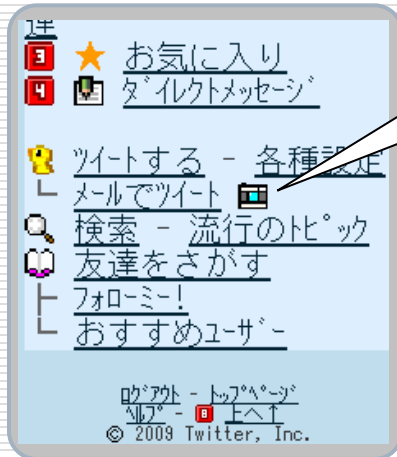 達
3 お気に入り
4 ﾀﾞｲﾚｸﾄﾒｯｾｰｼﾞ
ﾂｲｰﾄする - 各種設定
ﾒｰﾙでﾂｲｰﾄ
検索 - 流行のﾄﾋﾟｯｸ
友達をさがす
ﾌｫﾛｰﾐｰ!
おすすめﾕｰｻﾞｰ
ﾛｸﾞｱｳﾄ - ﾄｯﾌﾟﾍﾟｰｼﾞ
ﾍﾙﾌﾟ - 8 上へ↑
© 2009 Twitter, Inc.